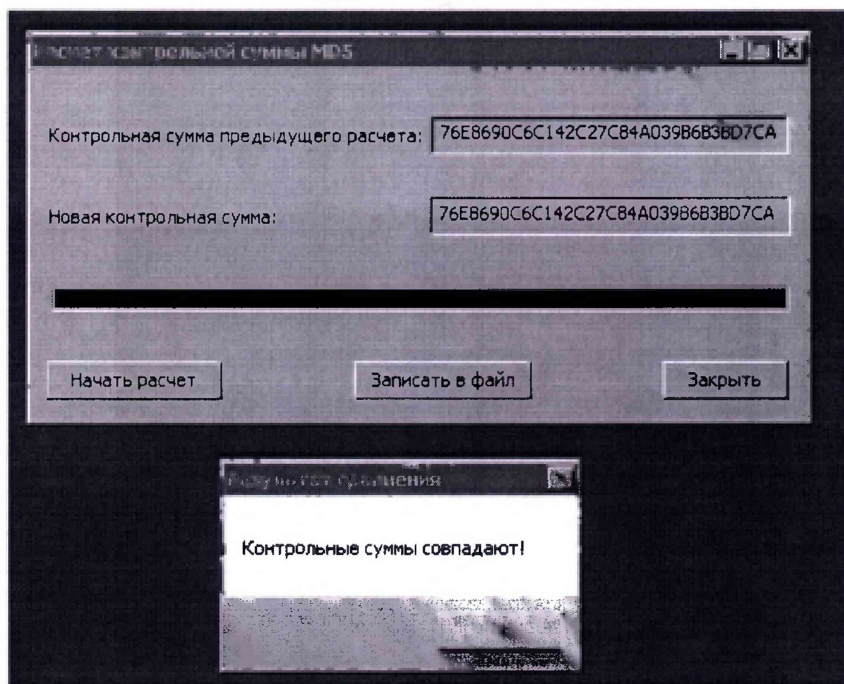 Расчет контрольной суммы MD5
Контрольная сумма предыдущего расчета: 76E8690C6C142C27C84A039B6B3BD7CA
Новая контрольная сумма: 76E8690C6C142C27C84A039B6B3BD7CA
Начать расчет Записать в файл Закрыть
Результат сравнения
Контрольные суммы совпадают!